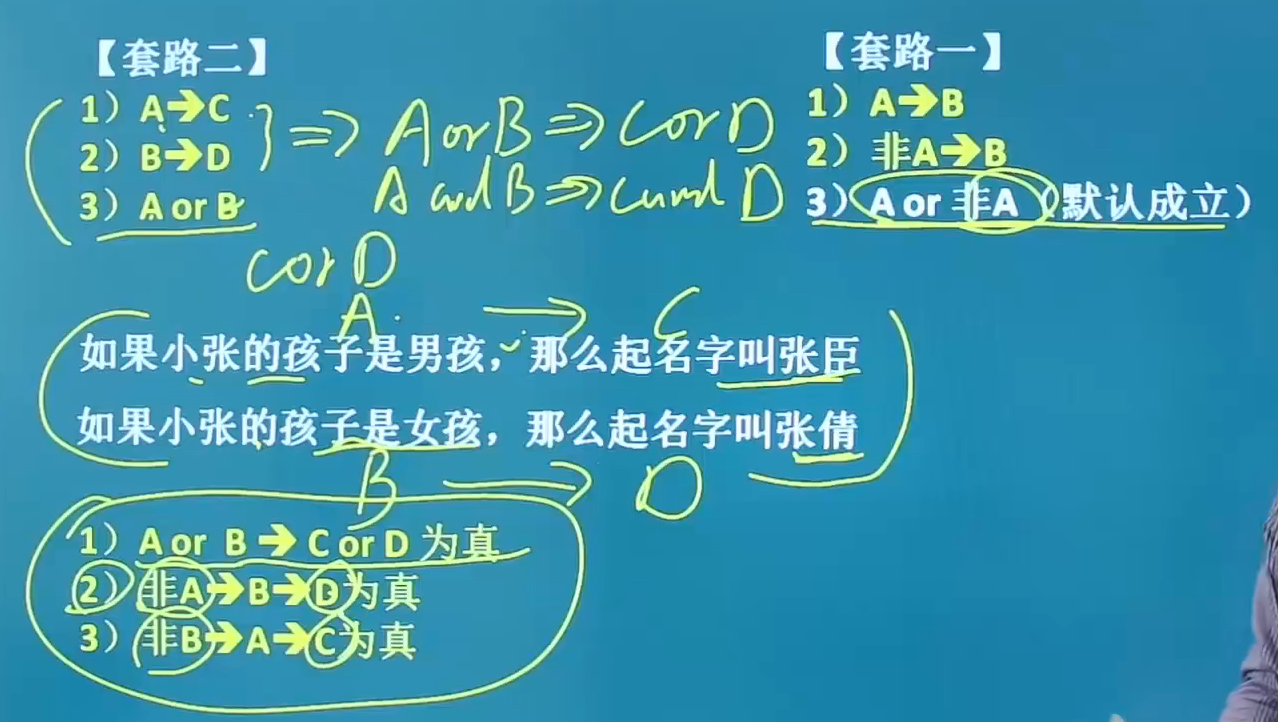 【套路二】
1）A→C
2）B→D
3）A or B
} => A or B => C or D
A and B => C and D
C or D
【套路一】
1）A→B
2）非A→B
3）A or 非A（默认成立）
A → C
如果小张的孩子是男孩，那么起名字叫张臣
如果小张的孩子是女孩，那么起名字叫张倩
B → D
1）A or B → C or D 为真
2）非A→B→D为真
3）非B→A→C为真